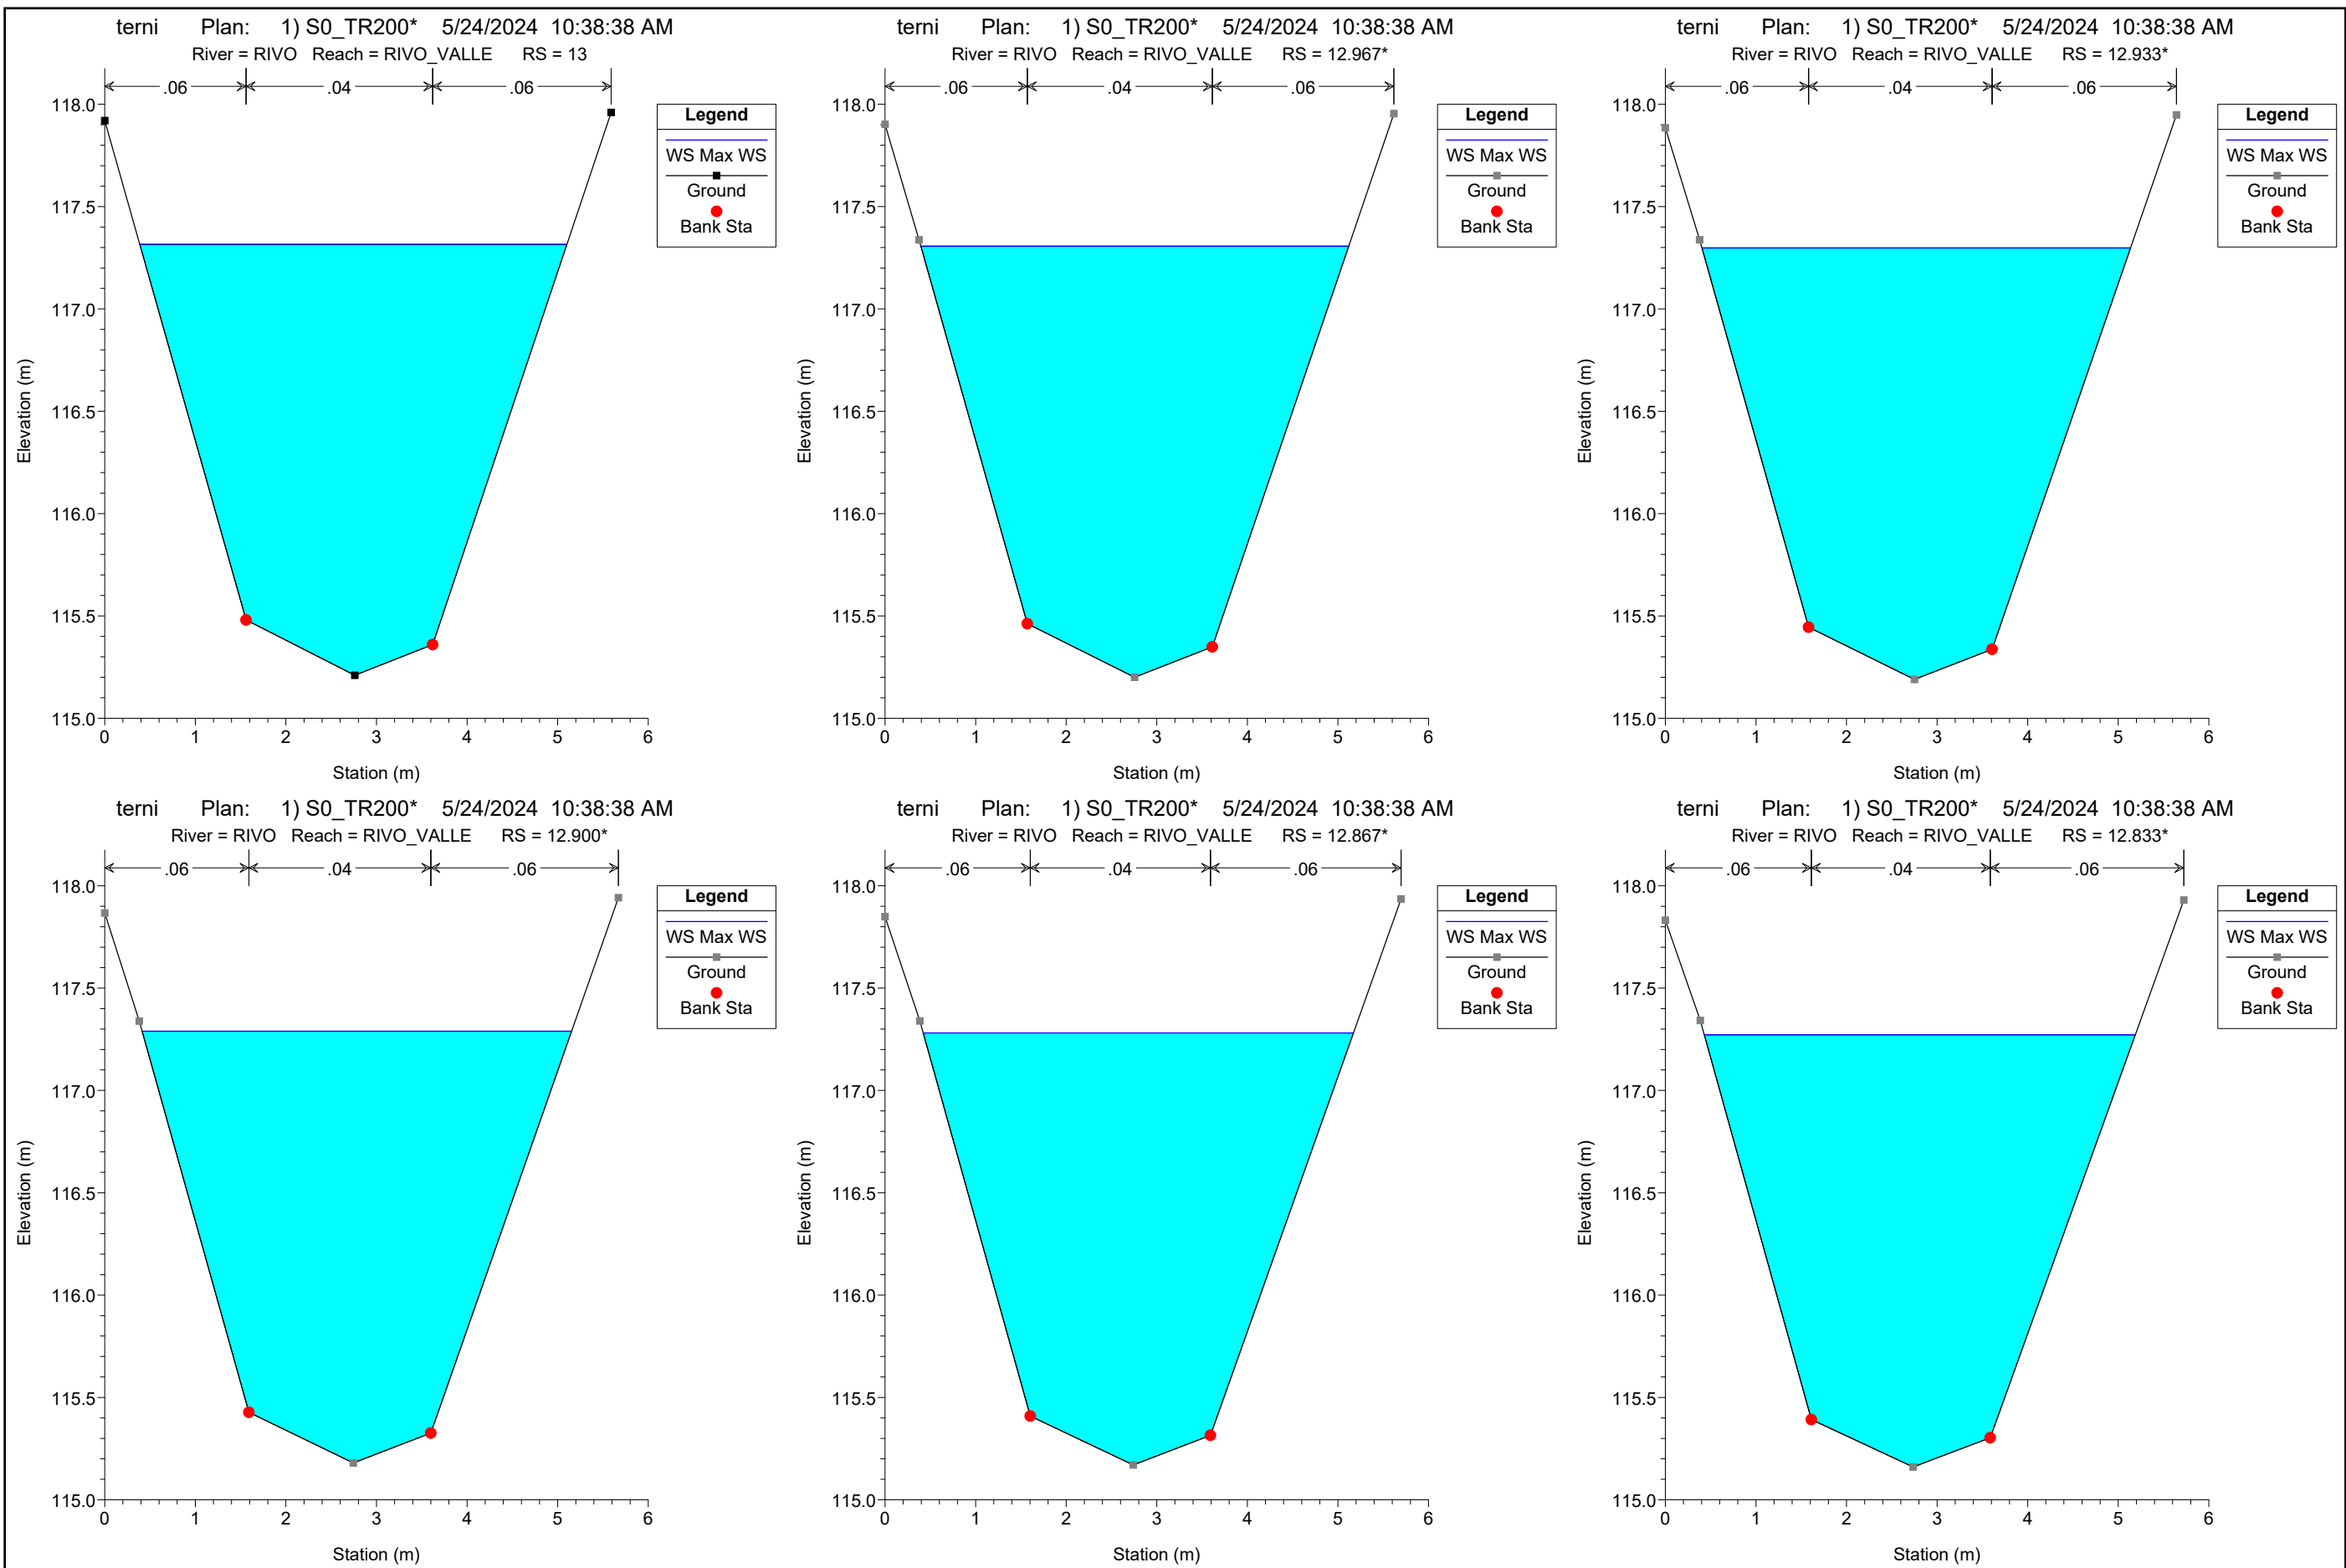 terni Plan: 1) S0_TR200* 5/24/2024 10:38:38 AM
River = RIVO Reach = RIVO_VALLE RS = 13
.06 .04 .06
118.0
117.5
117.0
116.5
116.0
115.5
115.0
0 1 2 3 4 5 6
Station (m)
Elevation (m)
Legend
WS Max WS
Ground
Bank Sta
terni Plan: 1) S0_TR200* 5/24/2024 10:38:38 AM
River = RIVO Reach = RIVO_VALLE RS = 12.967*
.06 .04 .06
118.0
117.5
117.0
116.5
116.0
115.5
115.0
0 1 2 3 4 5 6
Station (m)
Elevation (m)
Legend
WS Max WS
Ground
Bank Sta
terni Plan: 1) S0_TR200* 5/24/2024 10:38:38 AM
River = RIVO Reach = RIVO_VALLE RS = 12.933*
.06 .04 .06
118.0
117.5
117.0
116.5
116.0
115.5
115.0
0 1 2 3 4 5 6
Station (m)
Elevation (m)
Legend
WS Max WS
Ground
Bank Sta
terni Plan: 1) S0_TR200* 5/24/2024 10:38:38 AM
River = RIVO Reach = RIVO_VALLE RS = 12.900*
.06 .04 .06
118.0
117.5
117.0
116.5
116.0
115.5
115.0
0 1 2 3 4 5 6
Station (m)
Elevation (m)
Legend
WS Max WS
Ground
Bank Sta
terni Plan: 1) S0_TR200* 5/24/2024 10:38:38 AM
River = RIVO Reach = RIVO_VALLE RS = 12.867*
.06 .04 .06
118.0
117.5
117.0
116.5
116.0
115.5
115.0
0 1 2 3 4 5 6
Station (m)
Elevation (m)
Legend
WS Max WS
Ground
Bank Sta
terni Plan: 1) S0_TR200* 5/24/2024 10:38:38 AM
River = RIVO Reach = RIVO_VALLE RS = 12.833*
.06 .04 .06
118.0
117.5
117.0
116.5
116.0
115.5
115.0
0 1 2 3 4 5 6
Station (m)
Elevation (m)
Legend
WS Max WS
Ground
Bank Sta